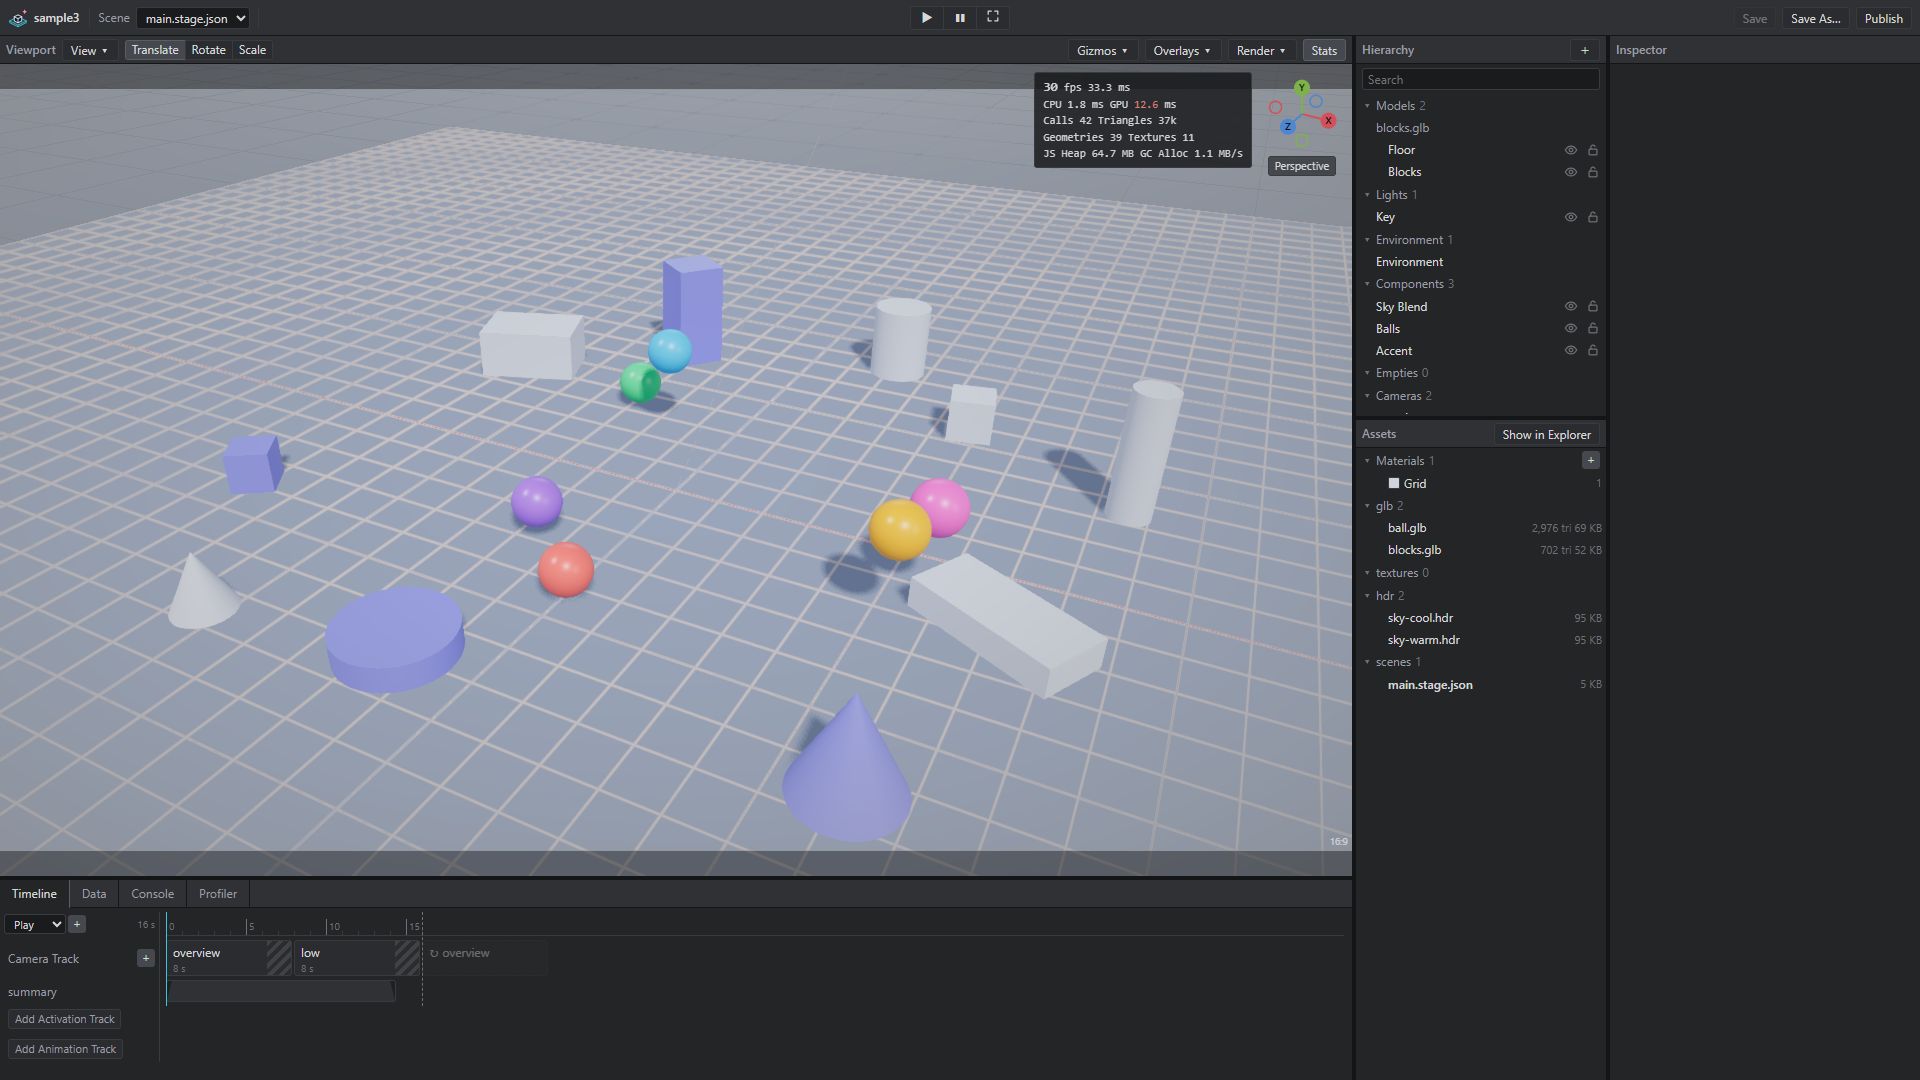 sample3 Scene main.stage.json Save Save As... Publish
Viewport View Translate Rotate Scale Gizmos Overlays Render Stats
30 fps 33.3 ms
CPU 1.8 ms GPU 12.6 ms
Calls 42 Triangles 37k
Geometries 39 Textures 11
JS Heap 64.7 MB GC Alloc 1.1 MB/s
Y
X
Z
Perspective
16:9
Hierarchy +
Search
Models 2
blocks.glb
Floor
Blocks
Lights 1
Key
Environment 1
Environment
Components 3
Sky Blend
Balls
Accent
Empties 0
Cameras 2
Assets Show in Explorer
Materials 1 +
Grid 1
glb 2
ball.glb 2,976 tri 69 KB
blocks.glb 702 tri 52 KB
textures 0
hdr 2
sky-cool.hdr 95 KB
sky-warm.hdr 95 KB
scenes 1
main.stage.json 5 KB
Inspector
Timeline Data Console Profiler
Play + 16 s 0 5 10 15
Camera Track + overview 8 s low 8 s ↻ overview
summary
Add Activation Track
Add Animation Track